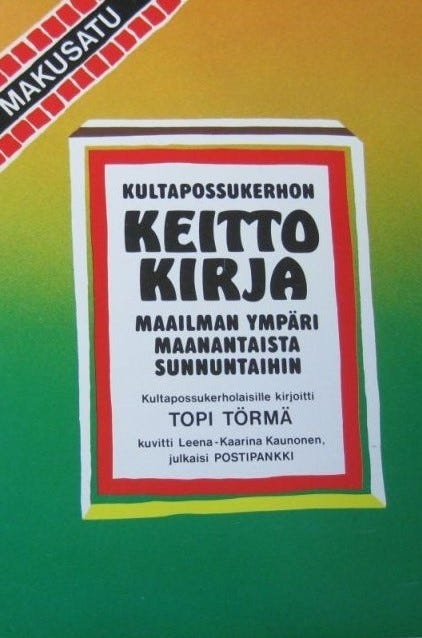 MAKUSATU
KULTAPOSSUKERHON
KEITTO
KIRJA
MAAILMAN YMPÄRI
MAANANTAISTA
SUNNUNTAIHIN
Kultapossukerholaisille kirjoitti
TOPI TÖRMÄ
kuvitti Leena-Kaarina Kaunonen,
julkaisi POSTIPANKKI